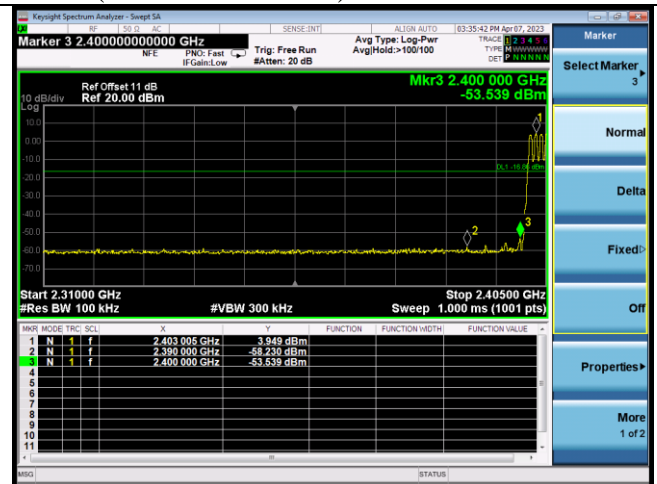 Keysight Spectrum Analyzer - Swept SA
RF 50 Ω AC SENSE:INT ALIGN AUTO 03:35:42 PM Apr 07, 2023
Marker 3 2.400000000000 GHz
NFE
PNO: Fast
IFGain:Low
Trig: Free Run
#Atten: 20 dB
Avg Type: Log-Pwr
Avg|Hold:>100/100
TRACE 1 2 3 4 5 6
TYPE M W W W W W
DET P N N N N N
Ref Offset 11 dB
10 dB/div Ref 20.00 dBm
Log
Mkr3 2.400 000 GHz
-53.539 dBm
10.0
0.00
-10.0
-20.0
-30.0
-40.0
-50.0
-60.0
-70.0
1
2
3
Start 2.31000 GHz Stop 2.40500 GHz
#Res BW 100 kHz #VBW 300 kHz Sweep 1.000 ms (1001 pts)
MKR MODE TRC SCL X Y FUNCTION FUNCTION WIDTH FUNCTION VALUE
1 N 1 f 2.403 005 GHz 3.949 dBm
2 N 1 f 2.390 000 GHz -58.230 dBm
3 N 1 f 2.400 000 GHz -53.539 dBm
4
5
6
7
8
9
10
11
MSG STATUS
Marker
Select Marker
3
Normal
Delta
Fixed
Off
Properties
More
1 of 2